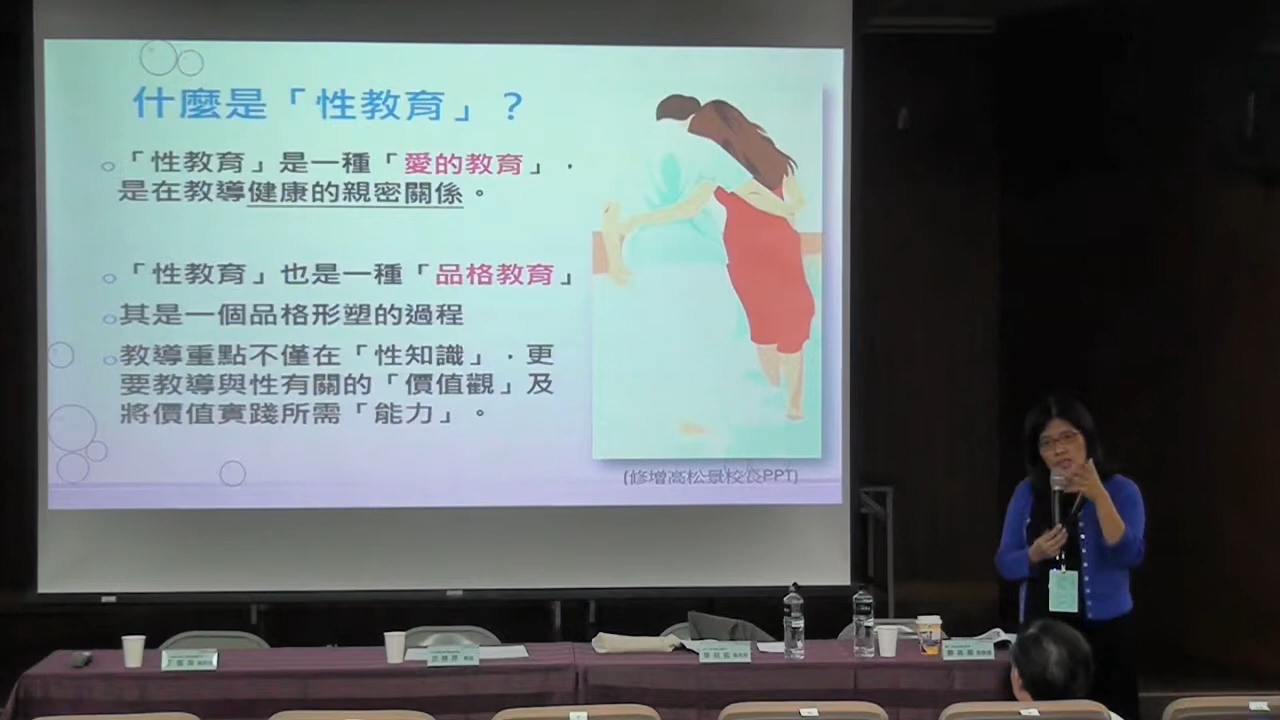 什麼是「性教育」？
「性教育」是一種「愛的教育」，
是在教導健康的親密關係。
「性教育」也是一種「品格教育」
其是一個品格形塑的過程
教導重點不僅在「性知識」，更
要教導與性有關的「價值觀」及
將價值實踐所需「能力」。
(修增高松景校長PPT)